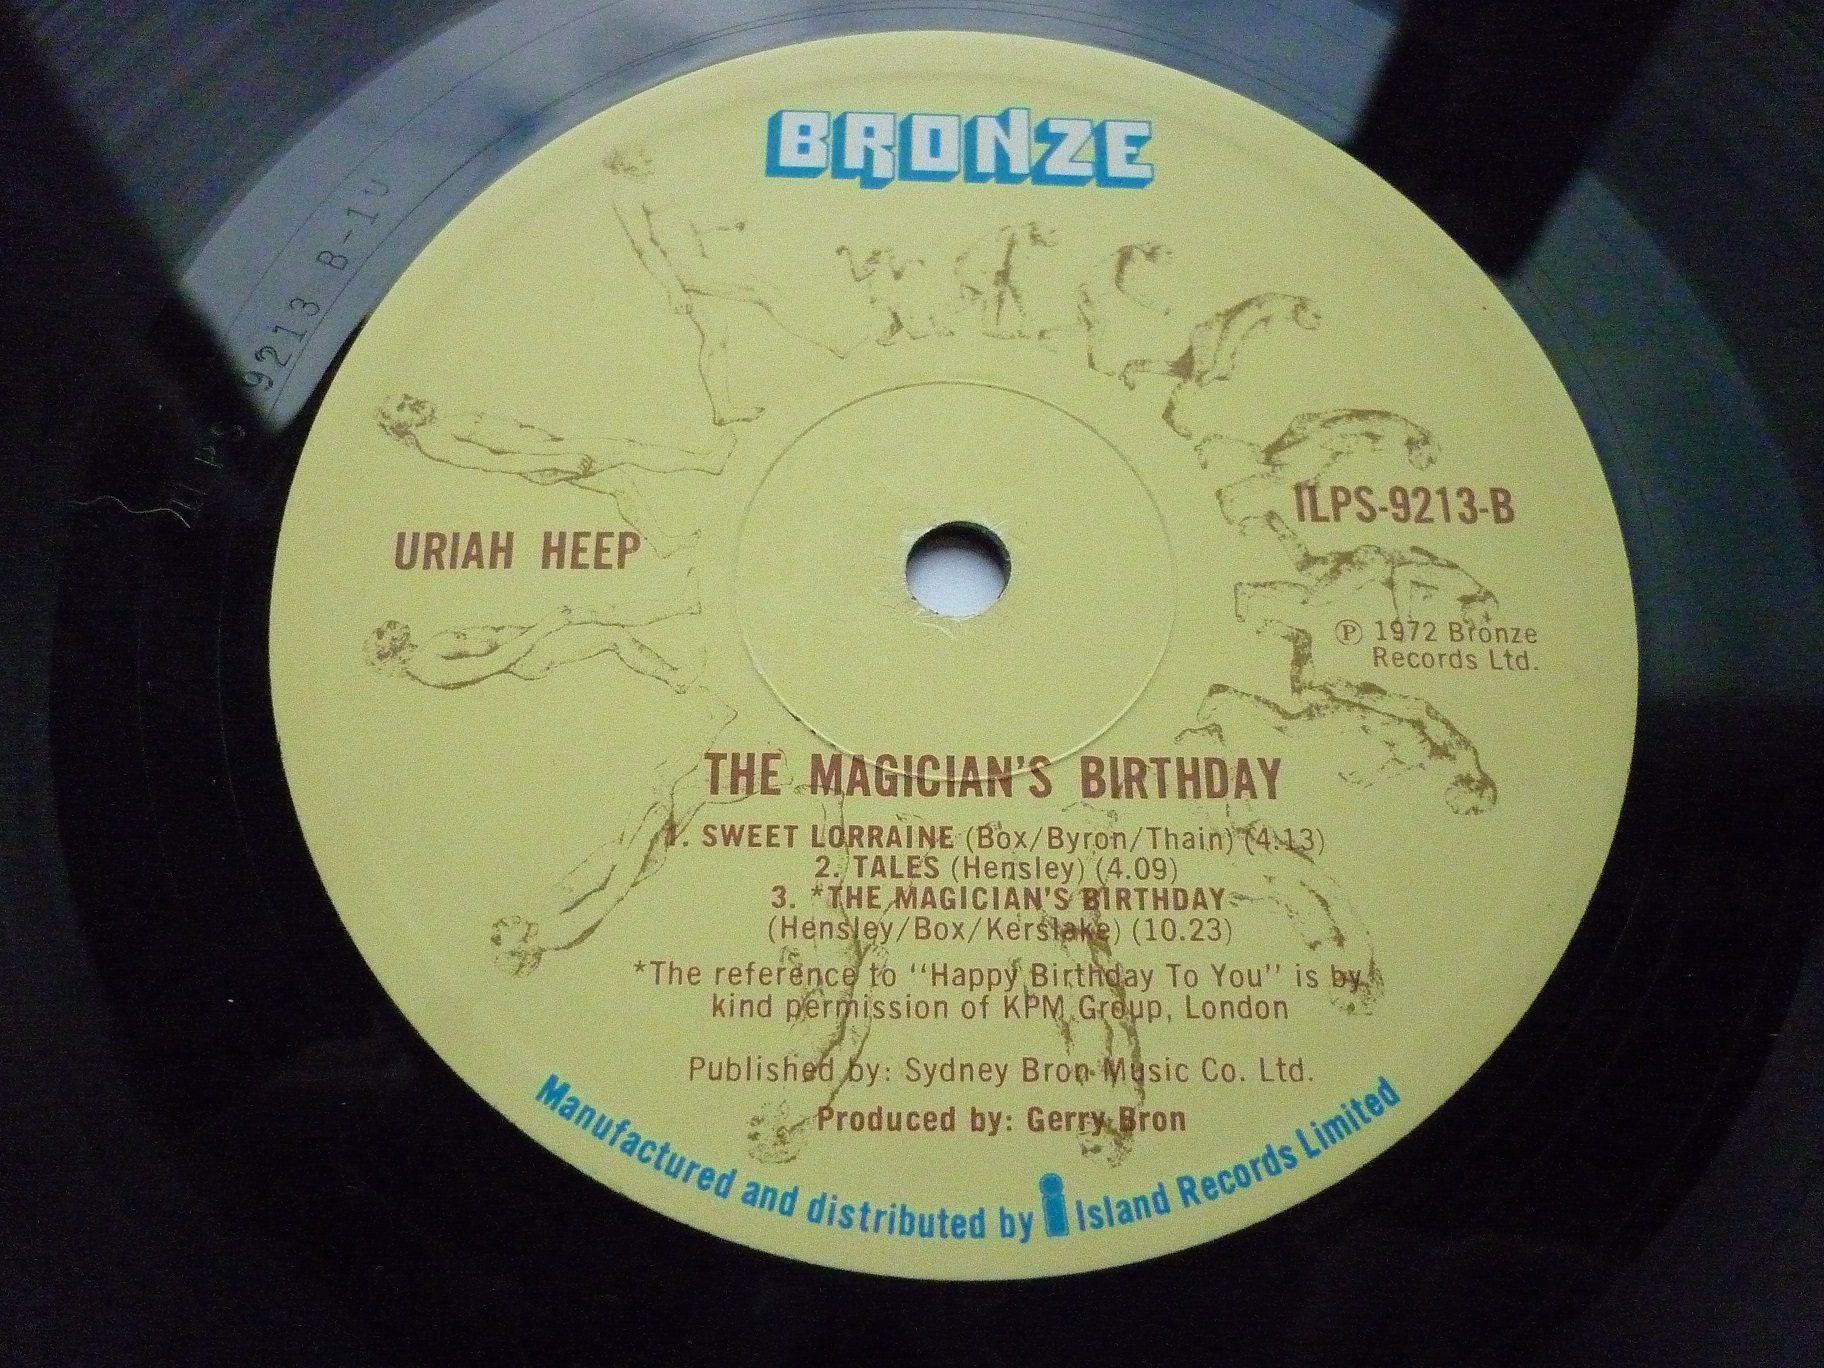 BRONZE
9213 B-1U
ILPS-9213-B
URIAH HEEP
Ⓟ 1972 Bronze
Records Ltd.
THE MAGICIAN'S BIRTHDAY
1. SWEET LORRAINE (Box/Byron/Thain) (4.13)
2. TALES (Hensley) (4.09)
3. *THE MAGICIAN'S BIRTHDAY
(Hensley/Box/Kerslake) (10.23)
*The reference to “Happy Birthday To You” is by
kind permission of KPM Group, London
Published by: Sydney Bron Music Co. Ltd.
Produced by: Gerry Bron
Manufactured and distributed by i Island Records Limited